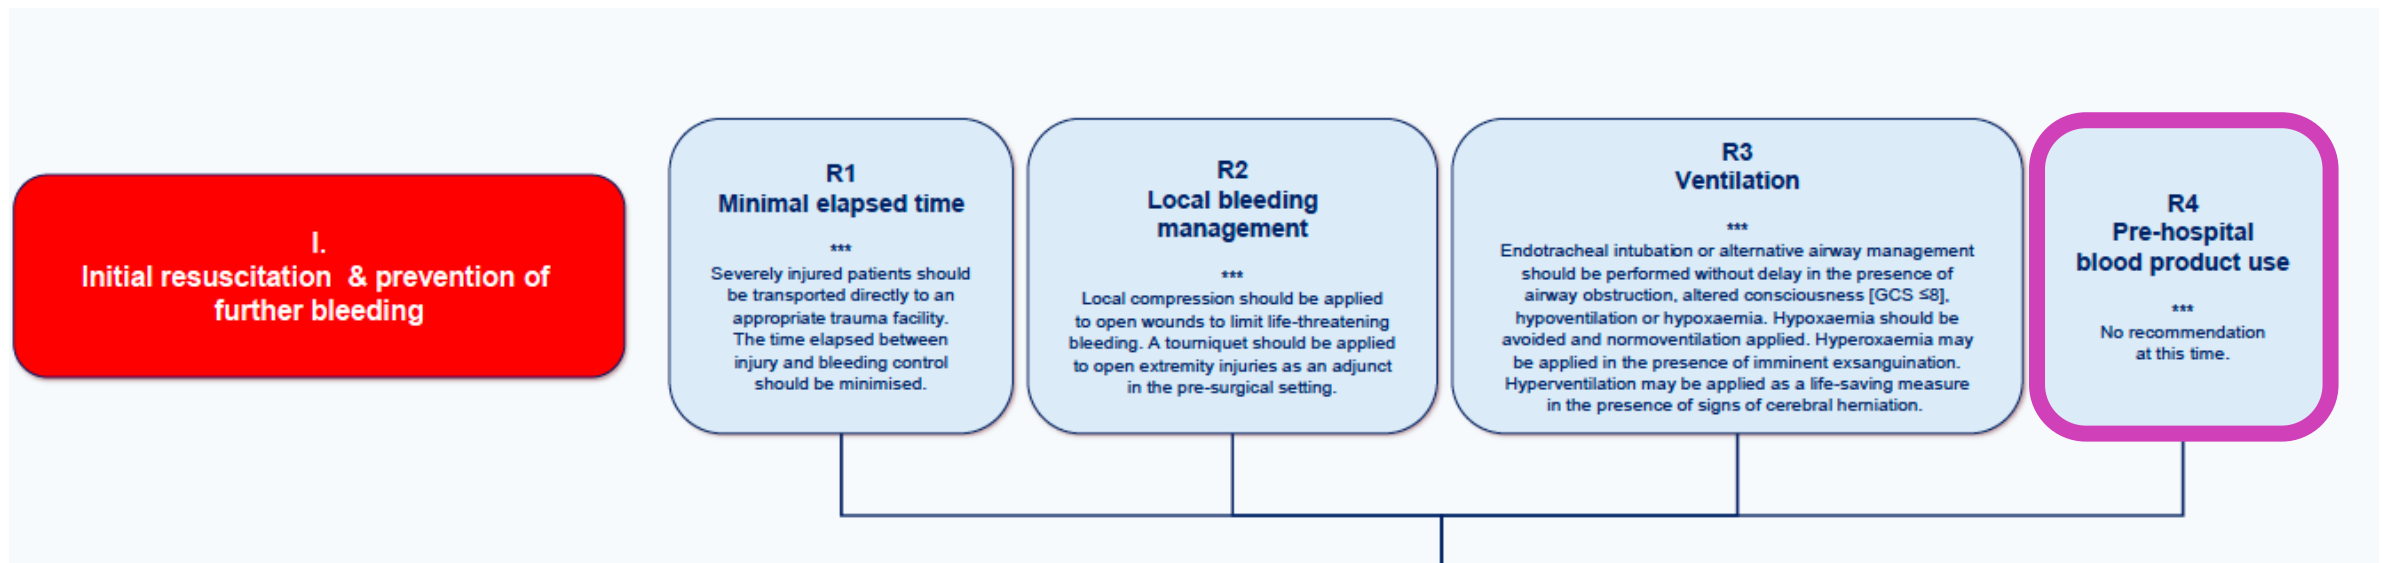 I.
Initial resuscitation & prevention of
further bleeding
R1
Minimal elapsed time
***
Severely injured patients should
be transported directly to an
appropriate trauma facility.
The time elapsed between
injury and bleeding control
should be minimised.
R2
Local bleeding
management
***
Local compression should be applied
to open wounds to limit life-threatening
bleeding. A tourniquet should be applied
to open extremity injuries as an adjunct
in the pre-surgical setting.
R3
Ventilation
***
Endotracheal intubation or alternative airway management
should be performed without delay in the presence of
airway obstruction, altered consciousness [GCS ≤8],
hypoventilation or hypoxaemia. Hypoxaemia should be
avoided and normoventilation applied. Hyperoxaemia may
be applied in the presence of imminent exsanguination.
Hyperventilation may be applied as a life-saving measure
in the presence of signs of cerebral herniation.
R4
Pre-hospital
blood product use
***
No recommendation
at this time.